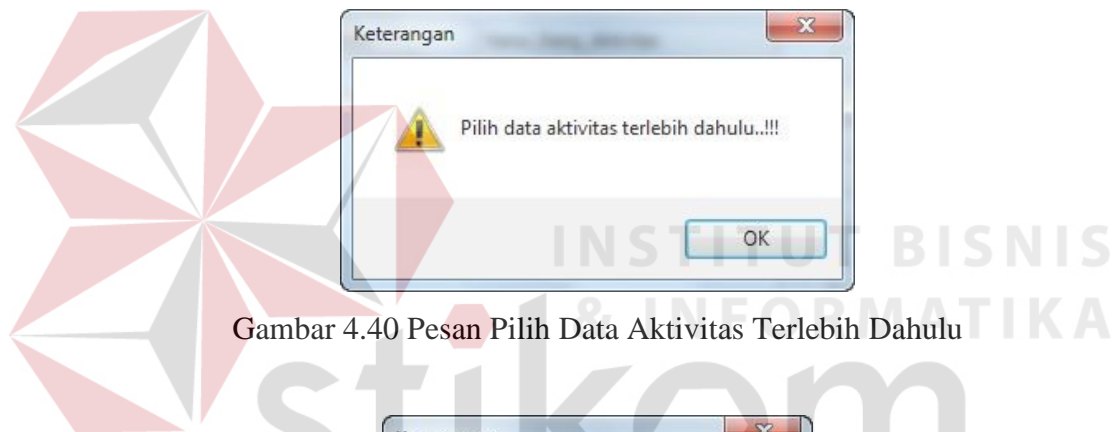 Keterangan
Pilih data aktivitas terlebih dahulu..!!!
OK
INSTITUT BISNIS
& INFORMATIKA
Gambar 4.40 Pesan Pilih Data Aktivitas Terlebih Dahulu
stikom